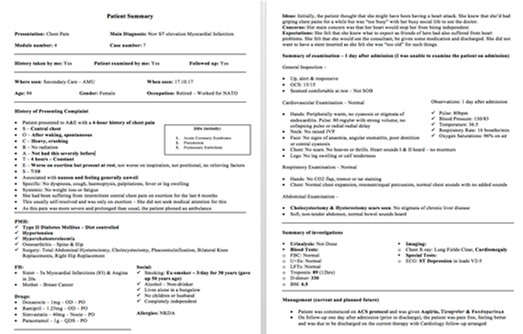 Patient Summary
Presentation: Chest Pain
Main Diagnosis: Non ST-elevation Myocardial Infarction
Module number: 4
Case number: 7
History taken by me: Yes
Patient examined by me: Yes
Followed up: Yes
Where seen: Secondary Care – AMU
When seen: 17.10.17
Age: 94
Gender: Female
Occupation: Retired – Worked for NATO
History of Presenting Complaint
Patient presented to A&E with a 4-hour history of chest pain
S – Central chest
O – After waking, spontaneous
C – Heavy, crushing
R – No radiation
N – Not had this severely before
T – 4 hours – Constant
E – Worse on exertion but present at rest, not worse on inspiration, not positional, no relieving factors
S – 7/10
Associated with nausea and feeling generally unwell
Specific: No dyspnoea, cough, haemoptysis, palpitations, fever or leg swelling
Systemic: No weight loss or fatigue
Had been suffering from intermittent central chest pain on exertion for the last 6 months
This usually self-resolved and was only on exertion – She did not seek medical attention for this
As this pain was more severe and prolonged than usual, the patient phoned an ambulance
1. Acute Coronary Syndrome
2. Pneumonia
3. Pulmonary Embolism
PMH:
Type II Diabetes Mellitus – Diet controlled
Hypertension
Hypercholesterolaemia
Osteoarthritis – Spine & Hip
Surgery: Total Abdominal Hysterectomy, Cholecystectomy, Phacoemulsification, Bilateral Knee
Replacements, Right Hip Replacement
FH:
Sister – 2x Myocardial Infarctions (83) & Angina
in 20s
Mother – Breast Cancer
Social:
Smoking: Ex-smoker – 3/day for 30 years (gave
up 50 years ago)
Alcohol – Non-drinker
Lives alone in a bungalow
No children or husband
Completely independent
Drugs:
Doxazosin – 1mg – OD – PO
Ramipril – 1.25mg – OD – PO
Simvastatin – 40mg – Nocte – PO
Paracetamol – 1g – QDS – PO
Allergies: NKDA
Ideas: Initially, the patient thought that she might have been having a heart attack. She knew that she'd had
griping chest pains for a while but was "too busy" with her busy social life to see the doctor.
Concerns: Her main concern was that her heart would stop and that she would be in hospital.
Expectations: She felt that she knew what to expect as friends of hers had also suffered from heart
problems. She felt that she would see the consultant, be given some medication and discharged. She did not want
to have a stent inserted as she felt she was "too old" for such things.
Summary of examination – 1 day after admission (I was unable to examine the patient on admission)
General Inspection –
Up, alert & responsive
GCS: 15/15
Seemed comfortable at rest – Not SOB
Cardiovascular Examination – Normal
Hands: Peripherally warm, no cyanosis or stigmata of
endocarditis. Pulse: 80 regular with strong volume, no
collapsing pulse or radial-radial delay
Neck: No raised JVP
Face: No signs of anaemia, angular stomatitis, poor dentition
or central cyanosis
Chest: No scars. No heaves or thrills. Heart sounds I & II heard – no murmurs
Legs: No leg swelling or calf tenderness
Observations: 1 day after admission
Pulse: 80bpm
Blood Pressure: 150/83
Temperature: 36.5
Respiratory Rate: 16 breaths/min
Oxygen Saturations: 98% on air
Respiratory Examination – Normal
Hands: No CO2 flap, tremor or tar staining
Chest: Normal chest expansion, resonant percussion, normal chest sounds with no added sounds
Abdominal Examination –
Cholecystectomy & Hysterectomy scars seen. No stigmata of chronic liver disease
Soft, non-tender abdomen, normal bowel sounds heard
Summary of investigations:
Urinalysis: Not Done
Blood Tests:
FBC: Normal
U+Es: Normal
LFTs: Normal
Troponin: 89 (12hrs)
D-dimer: 330
BM: 6.5
Imaging:
Chest X-ray: Lung Fields Clear, Cardiomegaly
Special Tests:
ECG: ST Depression in leads V2-5
Management (current and planned future)
Patient was commenced on ACS protocol and was given Aspirin, Ticagrelor & Fondaparinux
On follow-up one day after admission (prior to discharge), the patient was pain free, feeling better
and was due to be discharged on the current therapy with Cardiology follow-up arranged